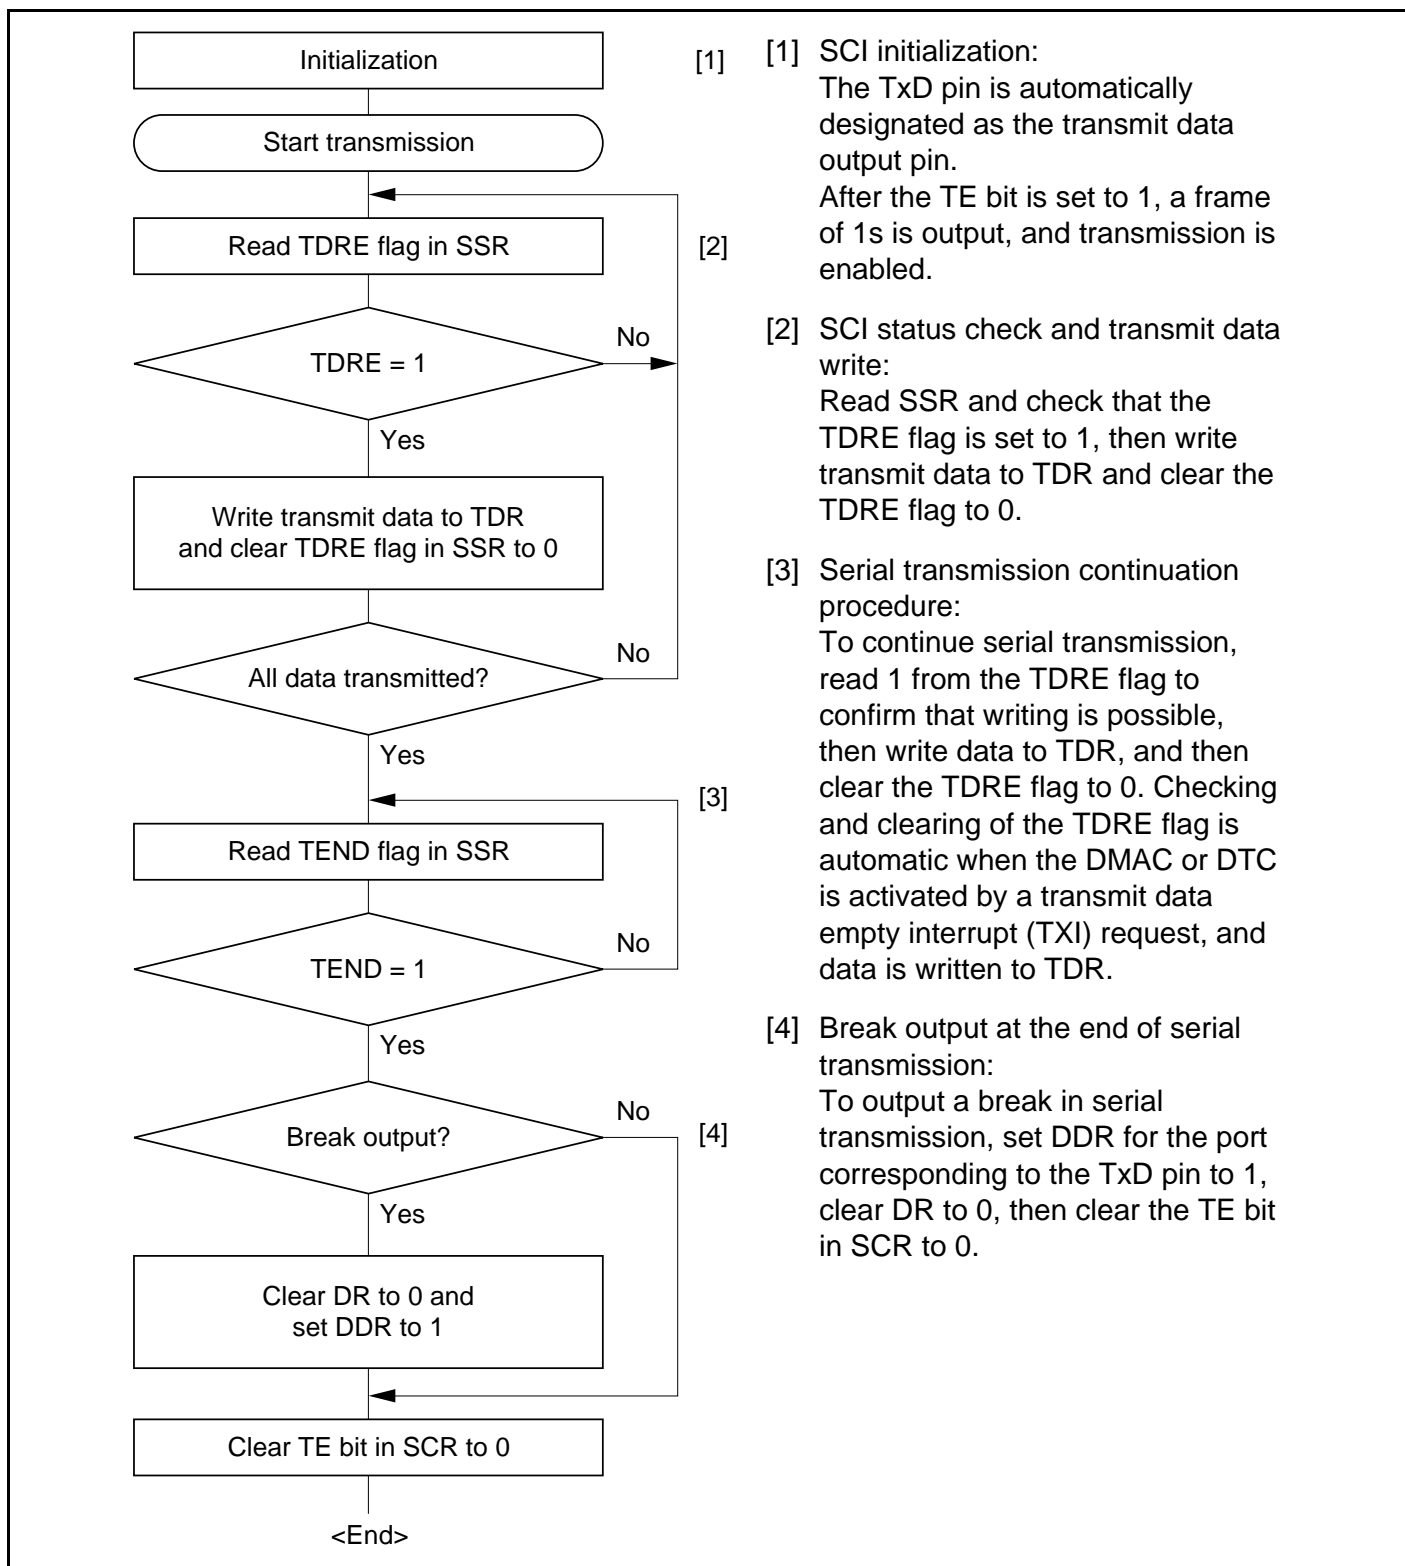 Initialization
[1]
Start transmission
Read TDRE flag in SSR
[2]
No
TDRE = 1
Yes
Write transmit data to TDR
and clear TDRE flag in SSR to 0
No
All data transmitted?
Yes
[3]
Read TEND flag in SSR
No
TEND = 1
Yes
No
Break output?
[4]
Yes
Clear DR to 0 and
set DDR to 1
Clear TE bit in SCR to 0
<End>
[1] SCI initialization:
The TxD pin is automatically
designated as the transmit data
output pin.
After the TE bit is set to 1, a frame
of 1s is output, and transmission is
enabled.
[2] SCI status check and transmit data
write:
Read SSR and check that the
TDRE flag is set to 1, then write
transmit data to TDR and clear the
TDRE flag to 0.
[3] Serial transmission continuation
procedure:
To continue serial transmission,
read 1 from the TDRE flag to
confirm that writing is possible,
then write data to TDR, and then
clear the TDRE flag to 0. Checking
and clearing of the TDRE flag is
automatic when the DMAC or DTC
is activated by a transmit data
empty interrupt (TXI) request, and
data is written to TDR.
[4] Break output at the end of serial
transmission:
To output a break in serial
transmission, set DDR for the port
corresponding to the TxD pin to 1,
clear DR to 0, then clear the TE bit
in SCR to 0.